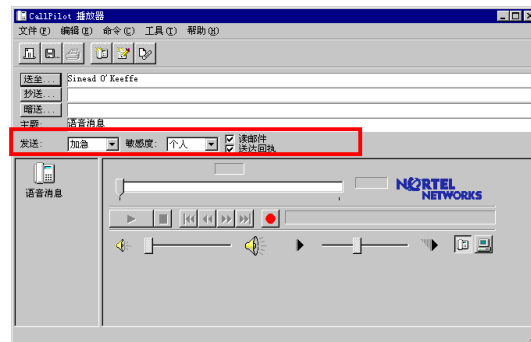 CallPilot 播放器
文件(F) 编辑(E) 命令(C) 工具(T) 帮助(H)
送至... Sinead O'Keeffe
抄送...
暗送...
主题: 语音消息
发送: 加急 敏感度: 个人 读邮件
送达回执
语音消息
NORTEL
NETWORKS